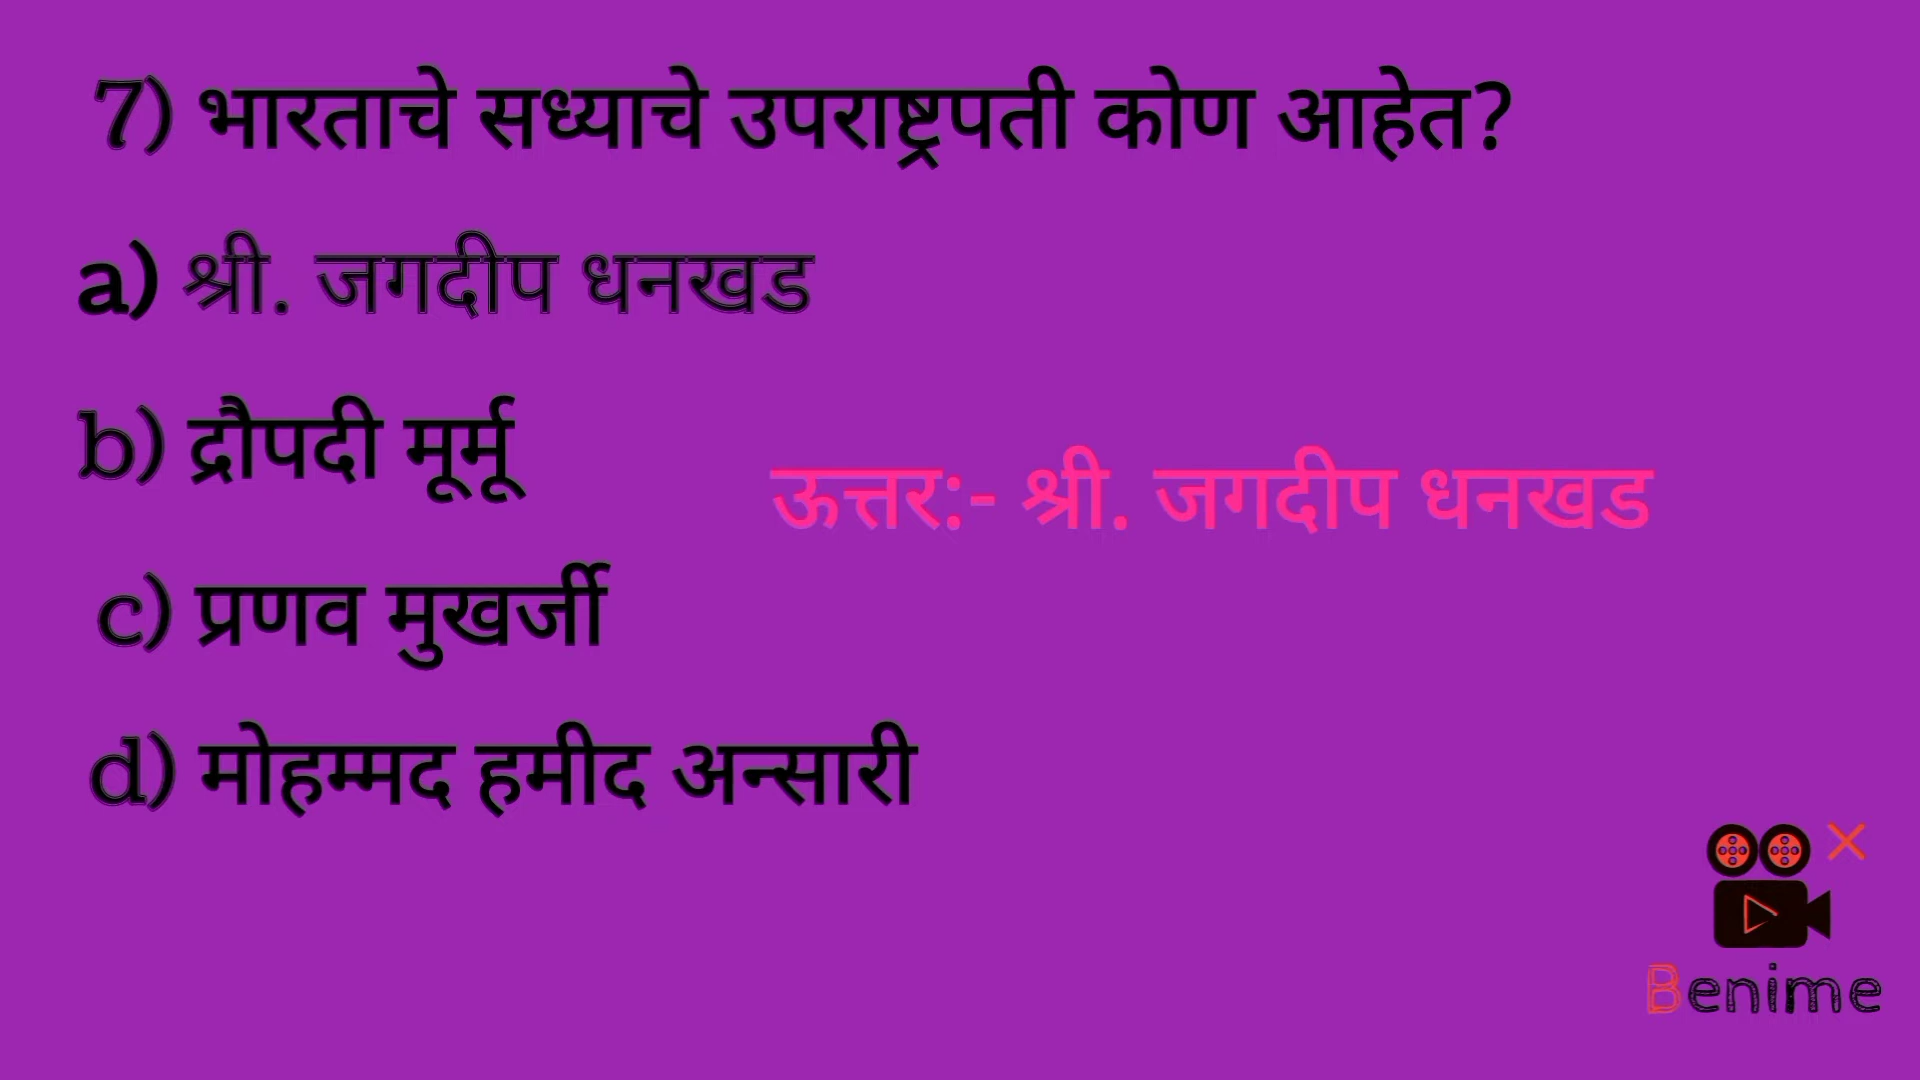 7) भारताचे सध्याचे उपराष्ट्रपती कोण आहेत?
a) श्री. जगदीप धनखड
b) द्रौपदी मूर्मू
ऊत्तर:- श्री. जगदीप धनखड
c) प्रणव मुखर्जी
d) मोहम्मद हमीद अन्सारी
Benime